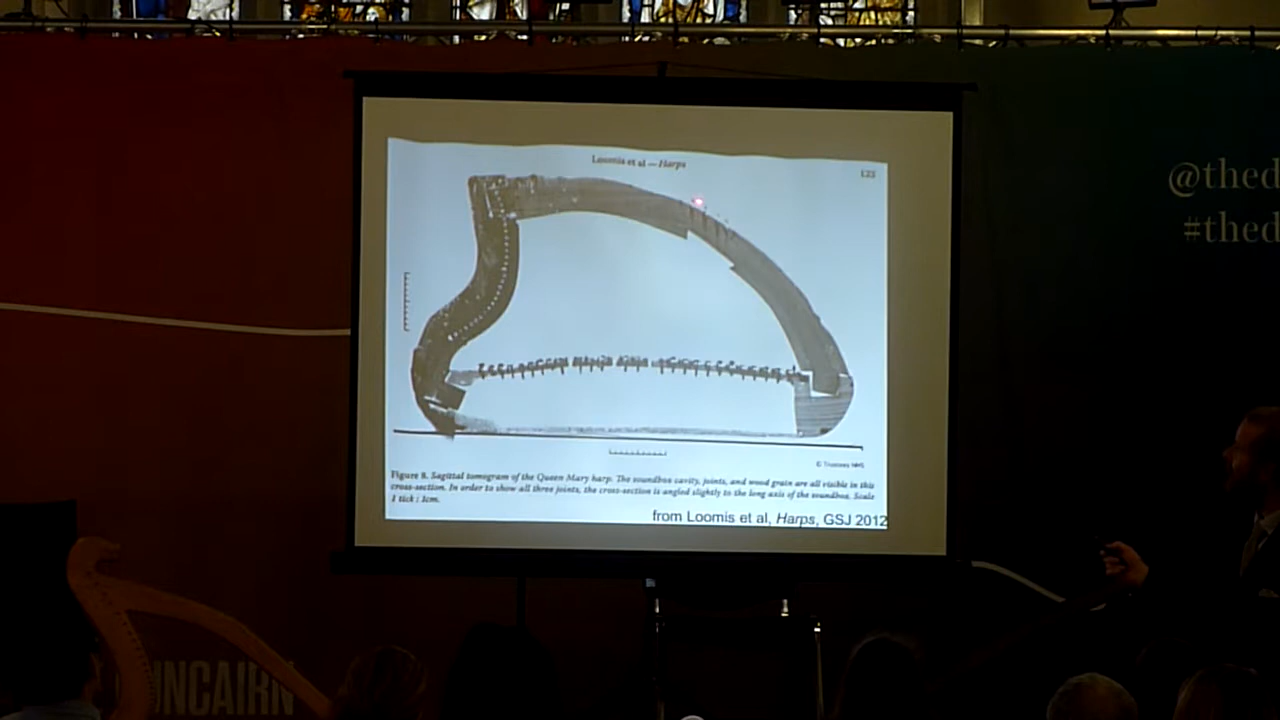 Loomis et al — Harps
© Trustees NMS
Figure 8. Sagittal tomogram of the Queen Mary harp. The soundbox cavity, joints, and wood grain are all visible in this
cross-section. In order to show all three joints, the cross-section is angled slightly to the long axis of the soundbox. Scale
1 tick : 1cm.
from Loomis et al, Harps, GSJ 2012
@thed
#thed
UNCAIRN